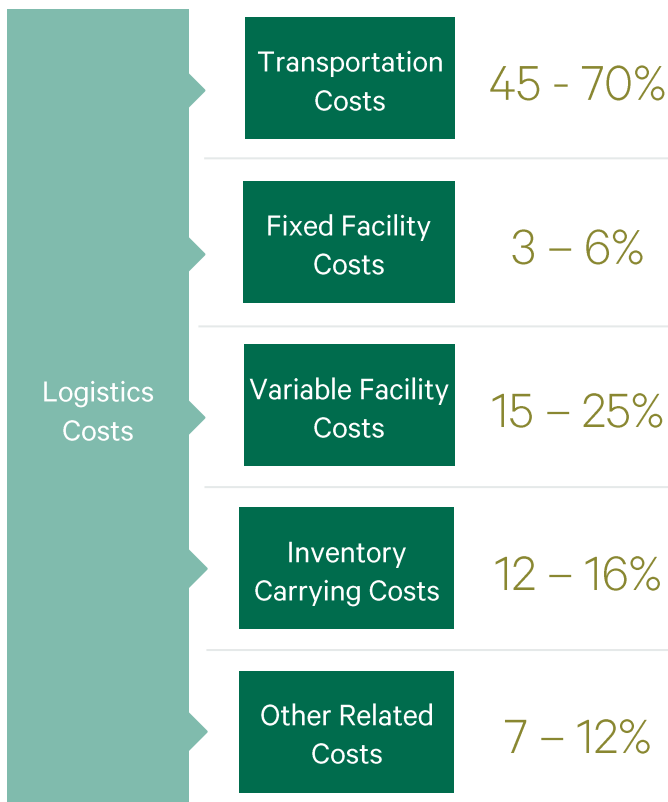 Transportation
Costs
45 - 70%
Fixed Facility
Costs
3 – 6%
Logistics
Costs
Variable Facility
Costs
15 – 25%
Inventory
Carrying Costs
12 – 16%
Other Related
Costs
7 – 12%